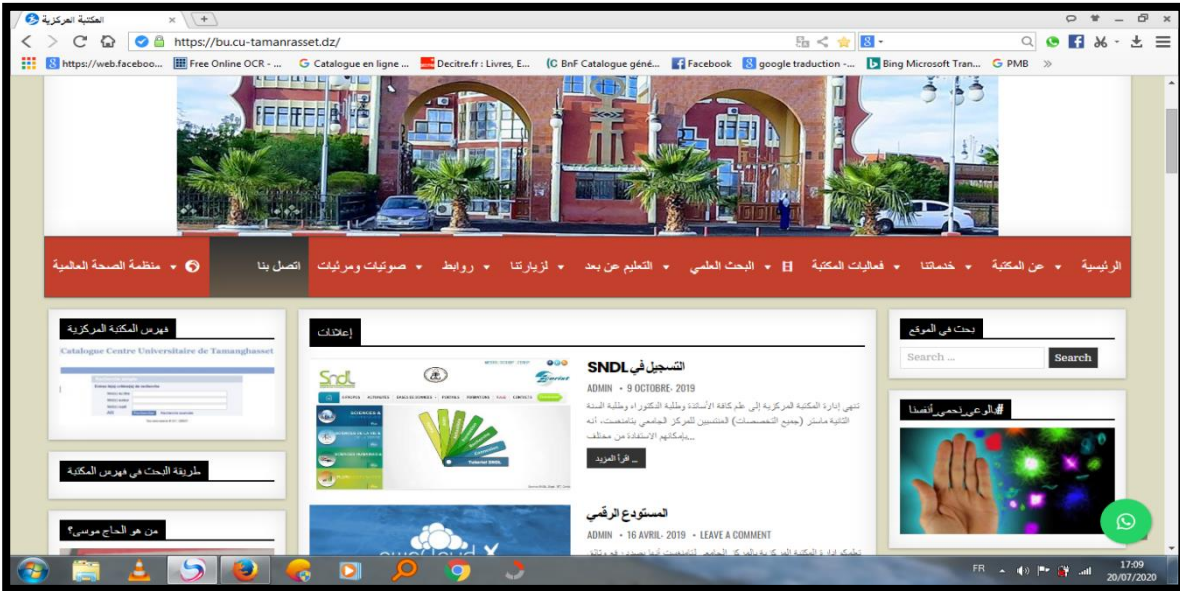 المكتبة المركزية
https://bu.cu-tamanrasset.dz/
https://web.faceboo...
Free Online OCR - ...
Catalogue en ligne ...
Decitre.fr : Livres, E...
BnF Catalogue géné...
Facebook
google traduction -...
Bing Microsoft Tran...
PMB
الرئيسية
عن المكتبة
خدماتنا
فعاليات المكتبة
البحث العلمي
التعليم عن بعد
لزيارتنا
روابط
صوتيات ومرئيات
اتصل بنا
منظمة الصحة العالمية
بحث في الموقع
Search ...
Search
#بالوعي_نحمي_أنفسنا
إعلانات
التسجيل في SNDL
ADMIN • 9 OCTOBRE، 2019
تنهي إدارة المكتبة المركزية إلى علم كافة الأساتذة وطلبة الدكتوراه وطلبة السنة
الثانية ماستر (جميع التخصصات) المنتسبين للمركز الجامعي بتامنغست، أنه
بإمكانهم الاستفادة من مختلف...
اقرأ المزيد ...
Sndl
Cerist
Tutorial SNDL
المستودع الرقمي
ADMIN • 16 AVRIL، 2019 • LEAVE A COMMENT
ownCloud X
فهرس المكتبة المركزية
Catalogue Centre Universitaire de Tamanghasset
طريقة البحث في فهرس المكتبة
من هو الحاج موسى؟
FR
17:09
20/07/2020